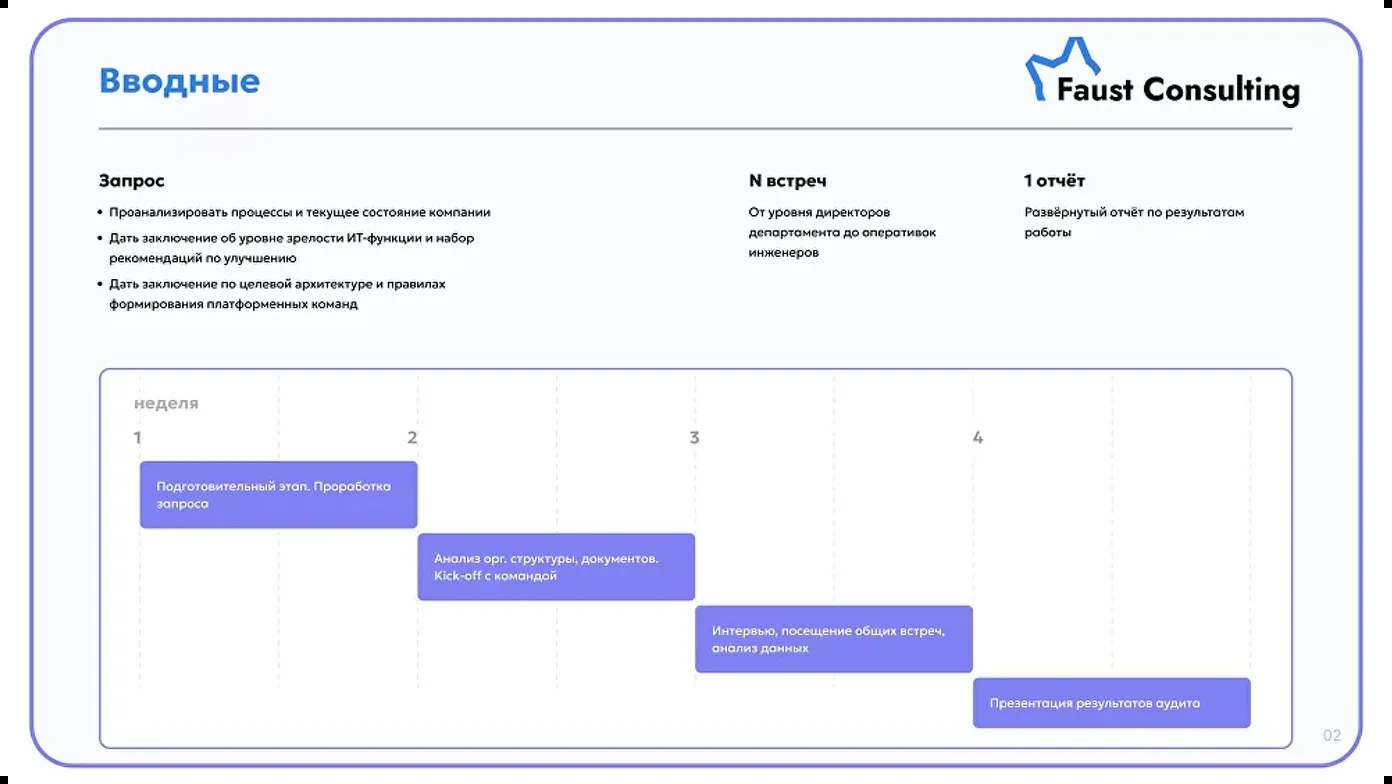 Вводные
Faust Consulting
Запрос
• Проанализировать процессы и текущее состояние компании
• Дать заключение об уровне зрелости ИТ-функции и набор
рекомендаций по улучшению
• Дать заключение по целевой архитектуре и правилах
формирования платформенных команд
N встреч
От уровня директоров
департамента до оперативок
инженеров
1 отчёт
Развёрнутый отчёт по результатам
работы
неделя
1 2 3 4
Подготовительный этап. Проработка
запроса
Анализ орг. структуры, документов.
Kick-off с командой
Интервью, посещение общих встреч,
анализ данных
Презентация результатов аудита
02